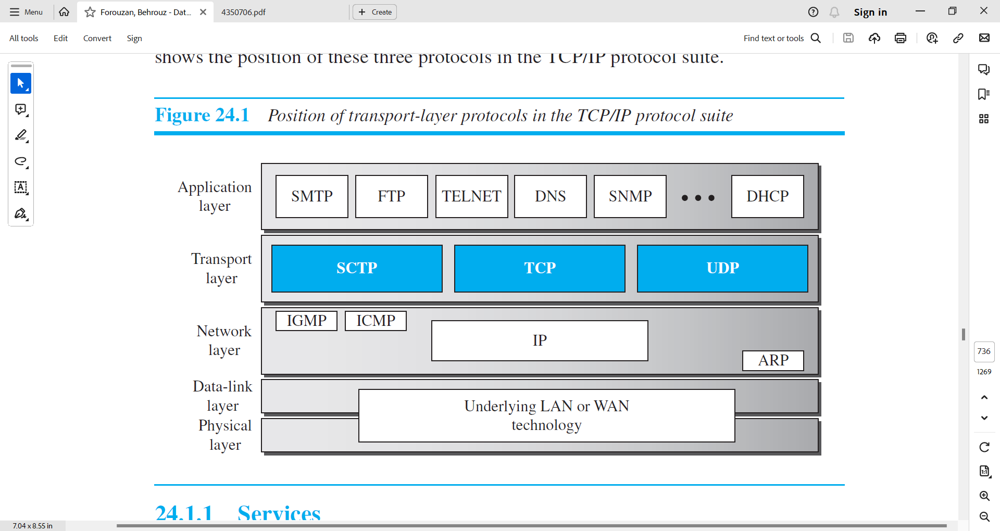 Menu
Forouzan, Behrouz - Dat...
4350706.pdf
Create
Sign in
All tools
Edit
Convert
Sign
Find text or tools
shows the position of these three protocols in the TCP/IP protocol suite.
Figure 24.1 Position of transport-layer protocols in the TCP/IP protocol suite
Application
layer
SMTP
FTP
TELNET
DNS
SNMP
• • •
DHCP
Transport
layer
SCTP
TCP
UDP
Network
layer
IGMP
ICMP
IP
ARP
Data-link
layer
Physical
layer
Underlying LAN or WAN
technology
24.1.1 Services
736
1269
7.04 x 8.55 in